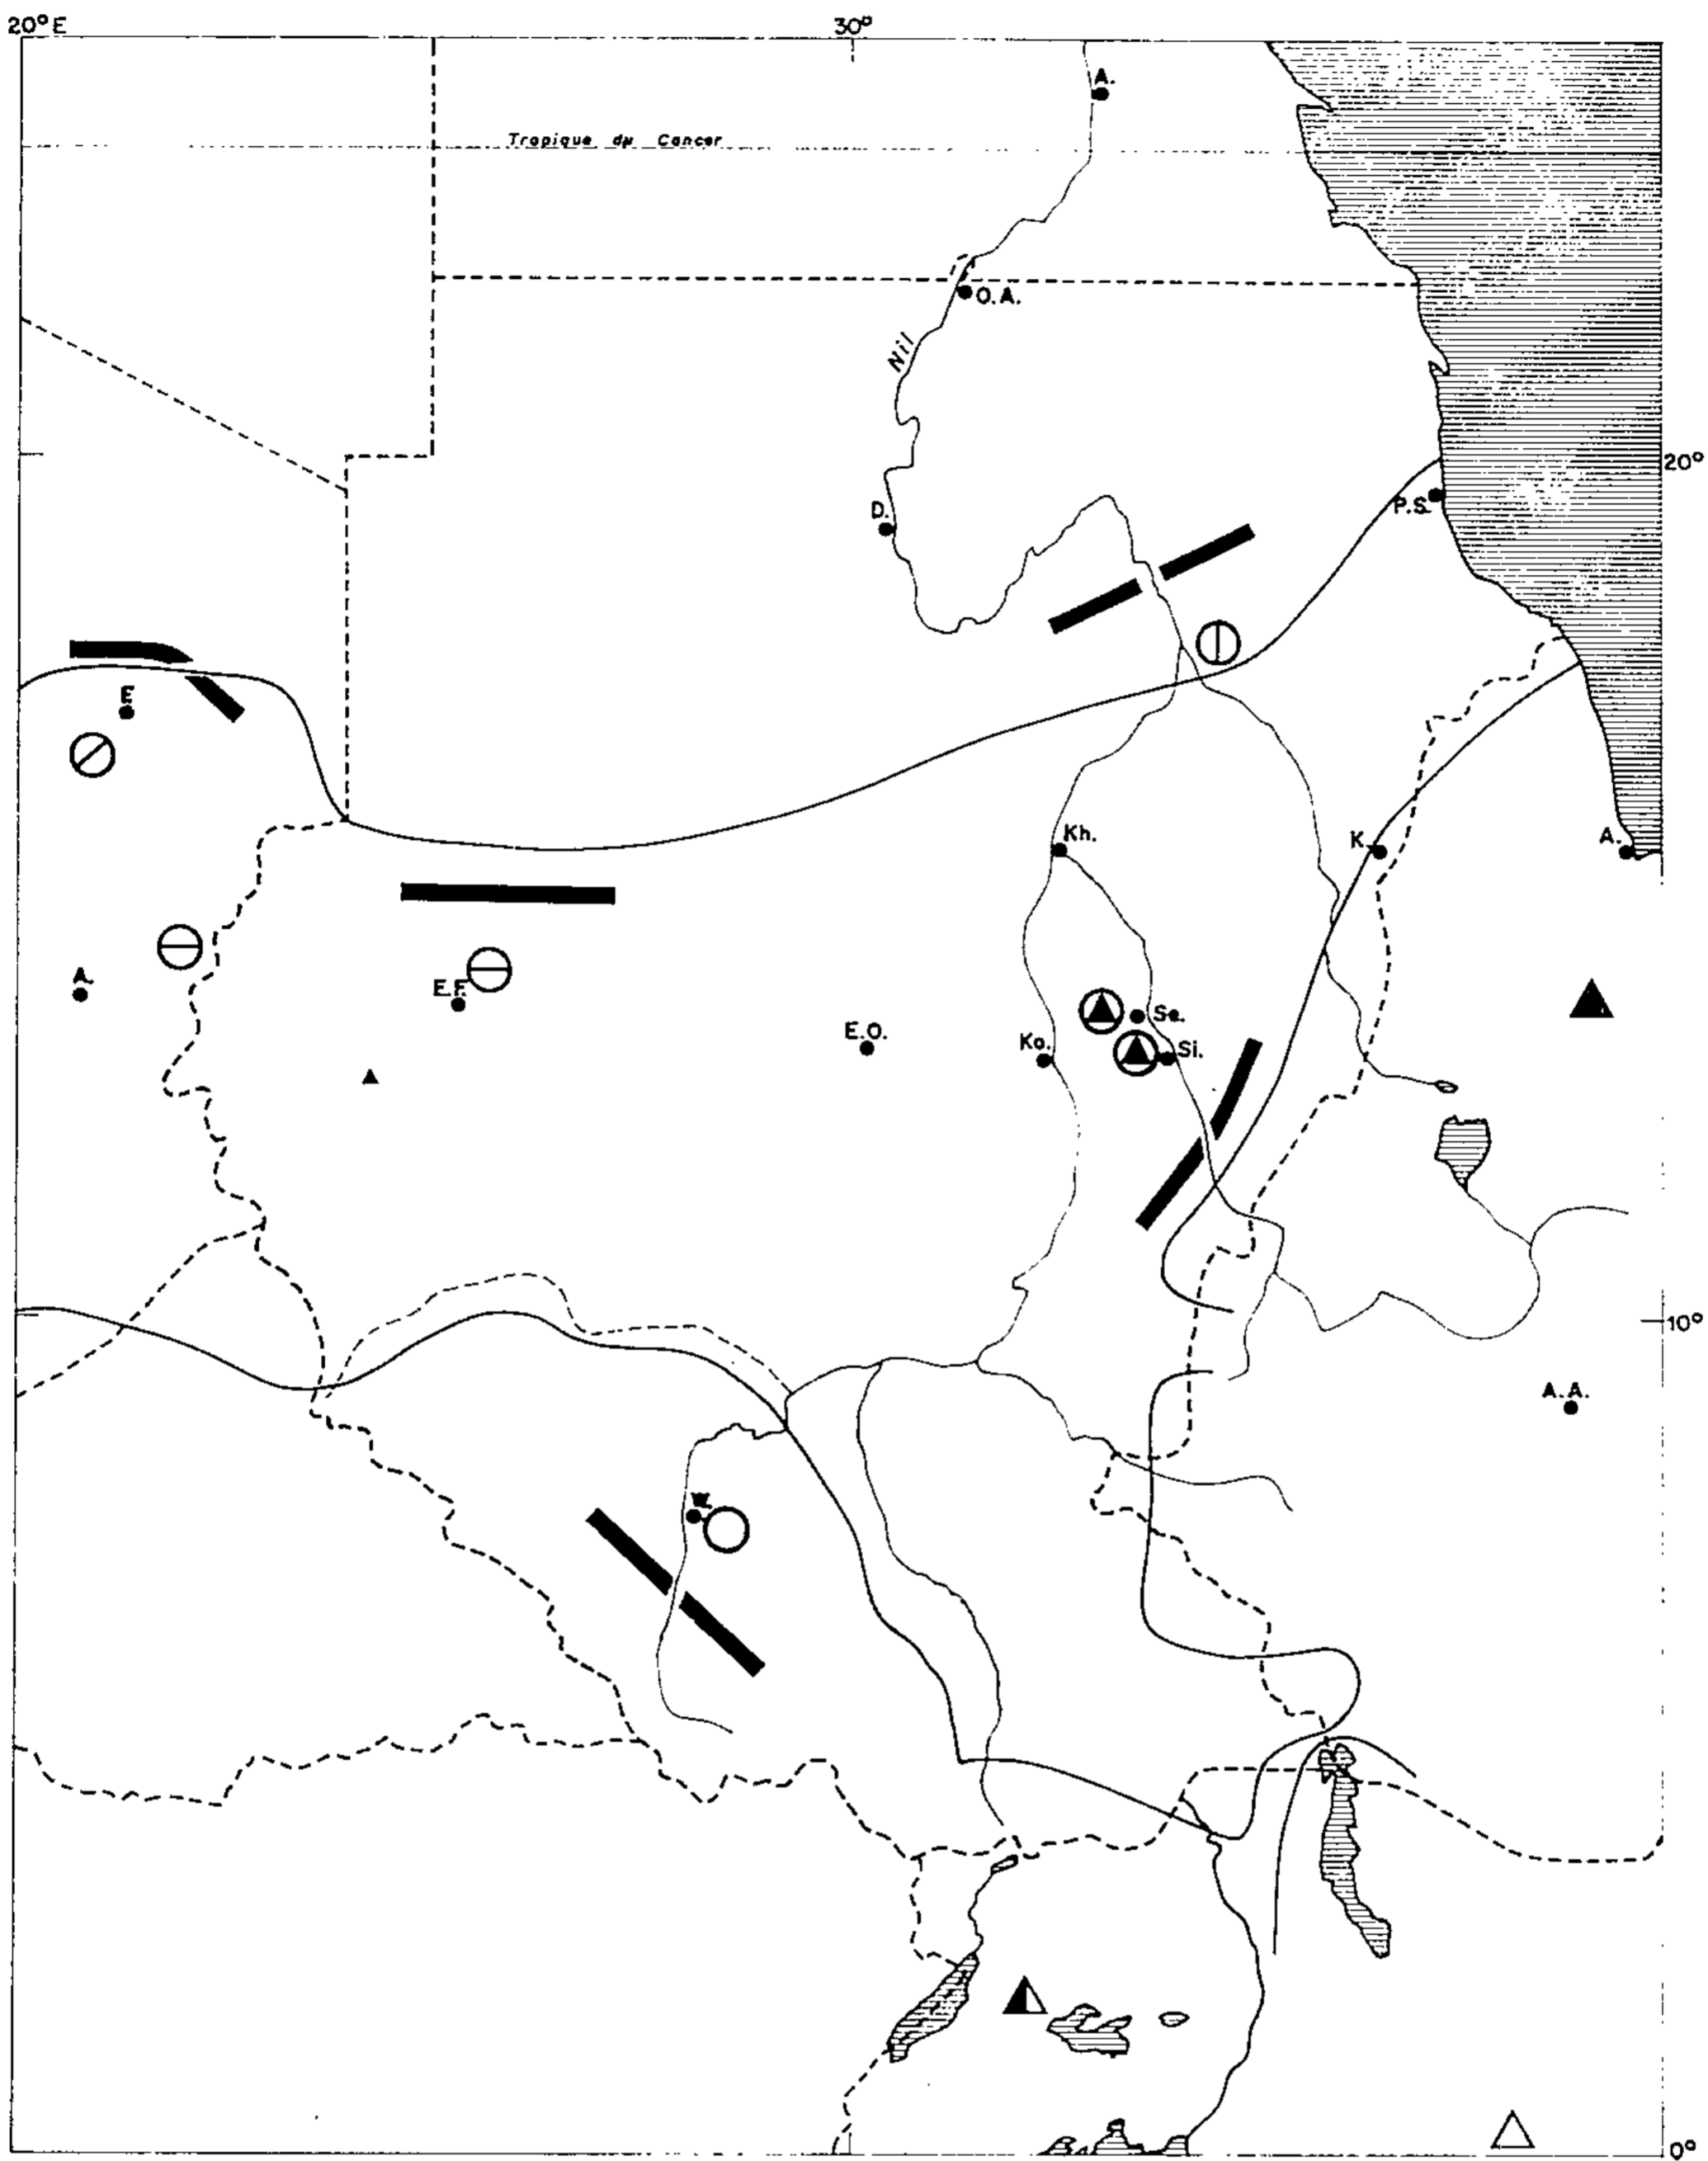 20°E 30°
A.
Tropique du Cancer
O.A.
Nil
20°
P.S.
D.
E
Kh.
K.
A.
A.
E.F.
Se.
E.O.
Ko.
Si.
10°
A.A.
W.
0°